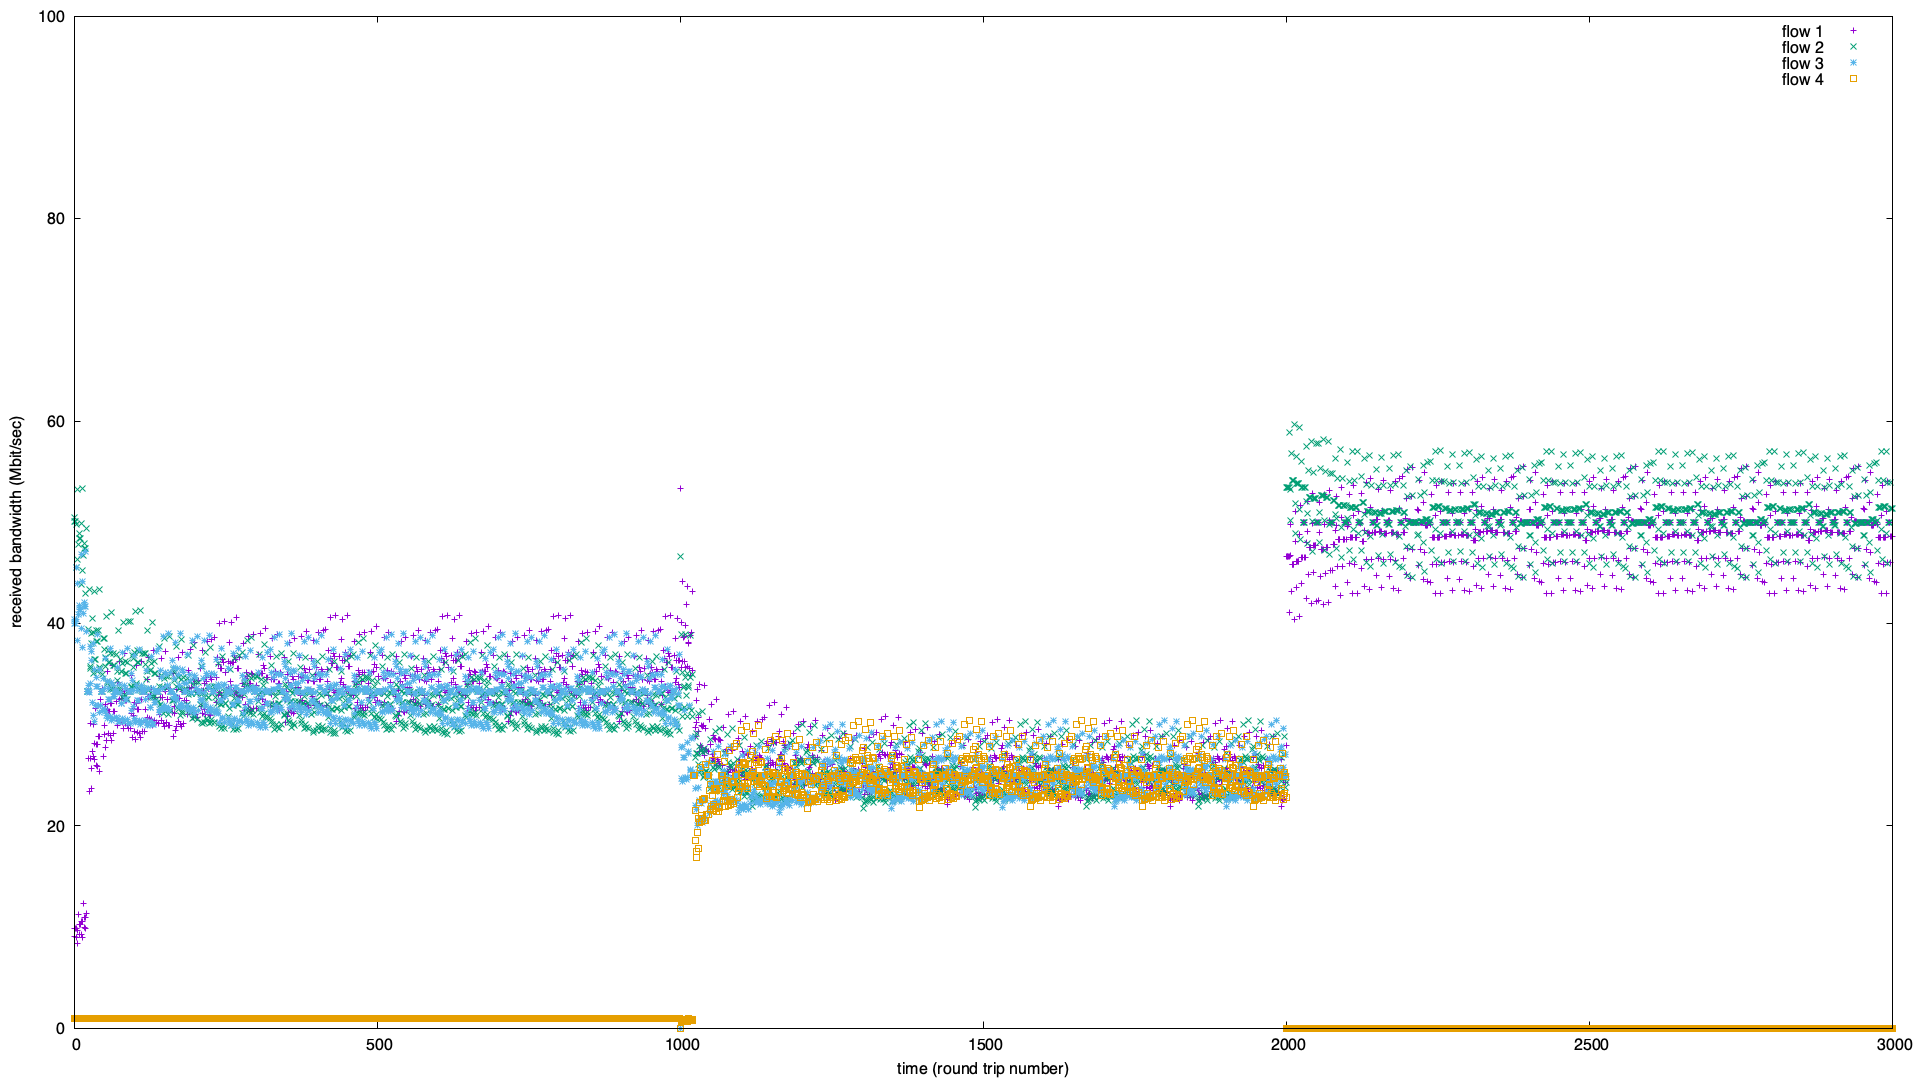 100
80
60
40
20
0
received bandwidth (Mbit/sec)
flow 1
flow 2
flow 3
flow 4
0 500 1000 1500 2000 2500 3000
time (round trip number)